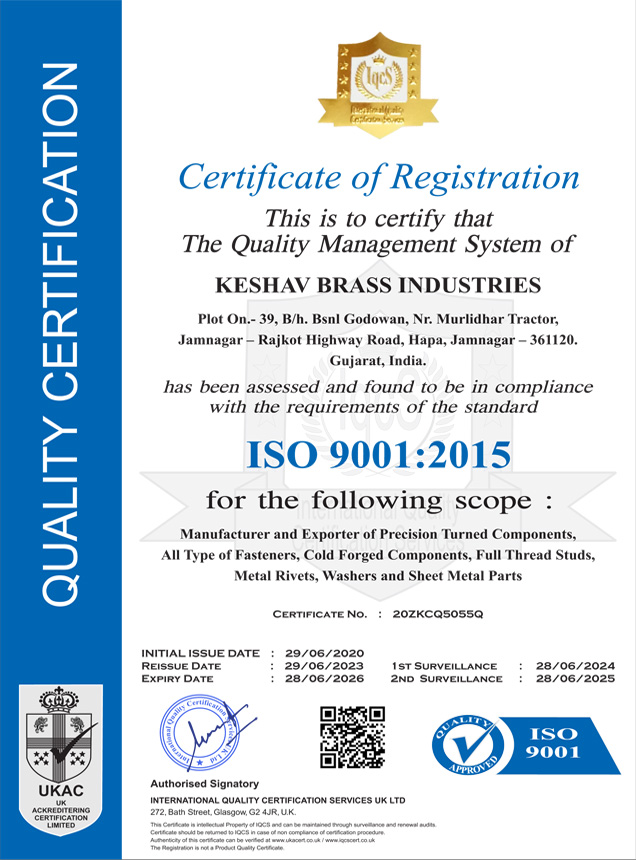 QUALITY CERTIFICATION
IqcS
Certificate of Registration
This is to certify that
The Quality Management System of
KESHAV BRASS INDUSTRIES
Plot On.- 39, B/h. Bsnl Godowan, Nr. Murlidhar Tractor,
Jamnagar – Rajkot Highway Road, Hapa, Jamnagar – 361120.
Gujarat, India.
has been assessed and found to be in compliance
with the requirements of the standard
ISO 9001:2015
for the following scope :
Manufacturer and Exporter of Precision Turned Components,
All Type of Fasteners, Cold Forged Components, Full Thread Studs,
Metal Rivets, Washers and Sheet Metal Parts
CERTIFICATE NO. : 20ZKCQ5055Q
INITIAL ISSUE DATE : 29/06/2020
REISSUE DATE : 29/06/2023 1ST SURVEILLANCE : 28/06/2024
EXPIRY DATE : 28/06/2026 2ND SURVEILLANCE : 28/06/2025
International Quality Certification Services UK Ltd
QUALITY
APPROVED
ISO
9001
UKAC
UK
ACKREDITERING
CERTIFICATION
LIMITED
Authorised Signatory
INTERNATIONAL QUALITY CERTIFICATION SERVICES UK LTD
272, Bath Street, Glasgow, G2 4JR, U.K.
This Certificate is intellectual Property of IQCS and can be maintained through surveillance and renewal audits.
Certificate should be returned to IQCS in case of non compliance of certification procedure.
Authenticity of this certificate can be verified at www.ukacert.co.uk / www.iqcscert.co.uk
The Registration is not a Product Quality Certificate.